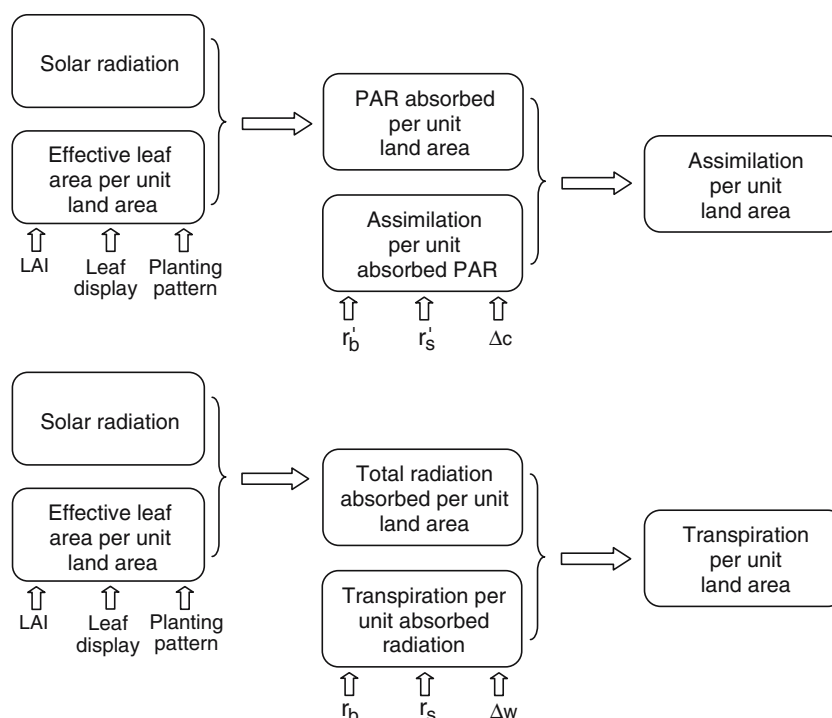 Solar radiation
Effective leaf
area per unit
land area
LAI
Leaf
display
Planting
pattern
PAR absorbed
per unit
land area
Assimilation
per unit
absorbed PAR
r'b
r's
Δc
Assimilation
per unit
land area
Solar radiation
Effective leaf
area per unit
land area
LAI
Leaf
display
Planting
pattern
Total radiation
absorbed per unit
land area
Transpiration per
unit absorbed
radiation
rb
rs
Δw
Transpiration
per unit
land area